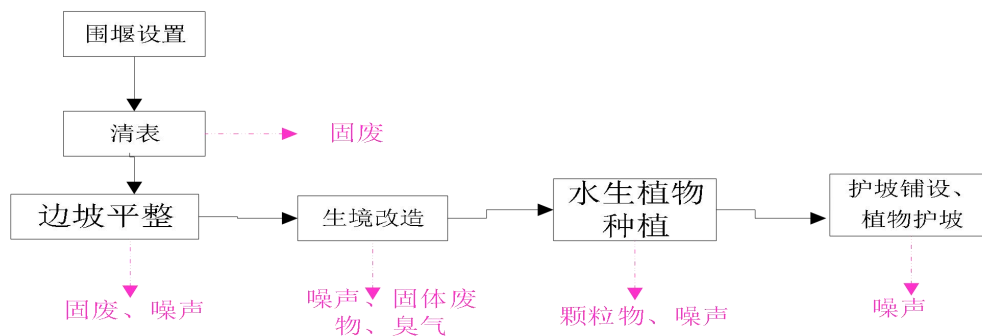 围堰设置
清表
固废
边坡平整
生境改造
水生植物
种植
护坡铺设、
植物护坡
固废、噪声
噪声、固体废
物、臭气
颗粒物、噪声
噪声